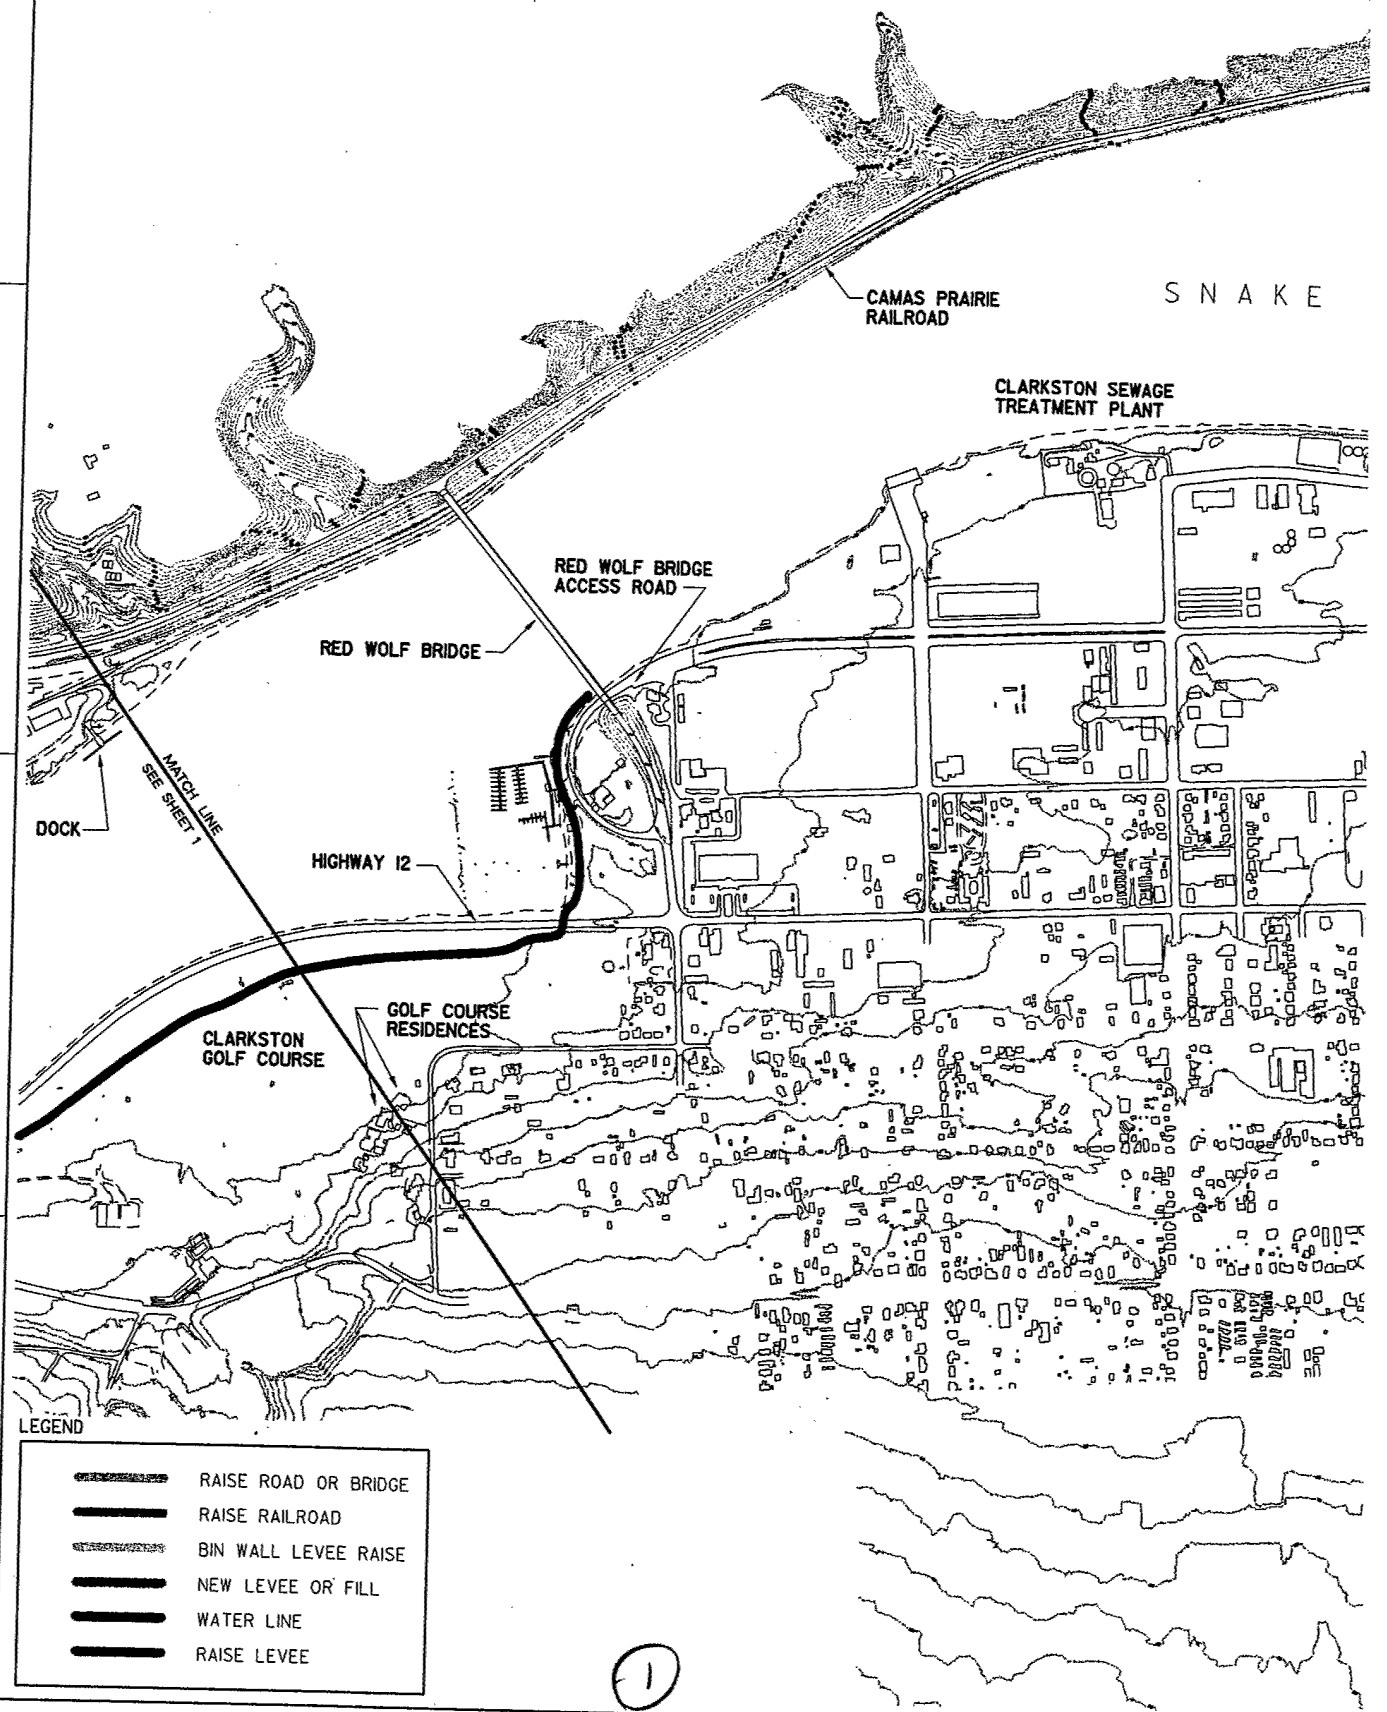 CAMAS PRAIRIE
RAILROAD
SNAKE
CLARKSTON SEWAGE
TREATMENT PLANT
RED WOLF BRIDGE
ACCESS ROAD
RED WOLF BRIDGE
MATCH LINE
SEE SHEET 1
DOCK
HIGHWAY 12
GOLF COURSE
RESIDENCES
CLARKSTON
GOLF COURSE
LEGEND
RAISE ROAD OR BRIDGE
RAISE RAILROAD
BIN WALL LEVEE RAISE
NEW LEVEE OR FILL
WATER LINE
RAISE LEVEE
1